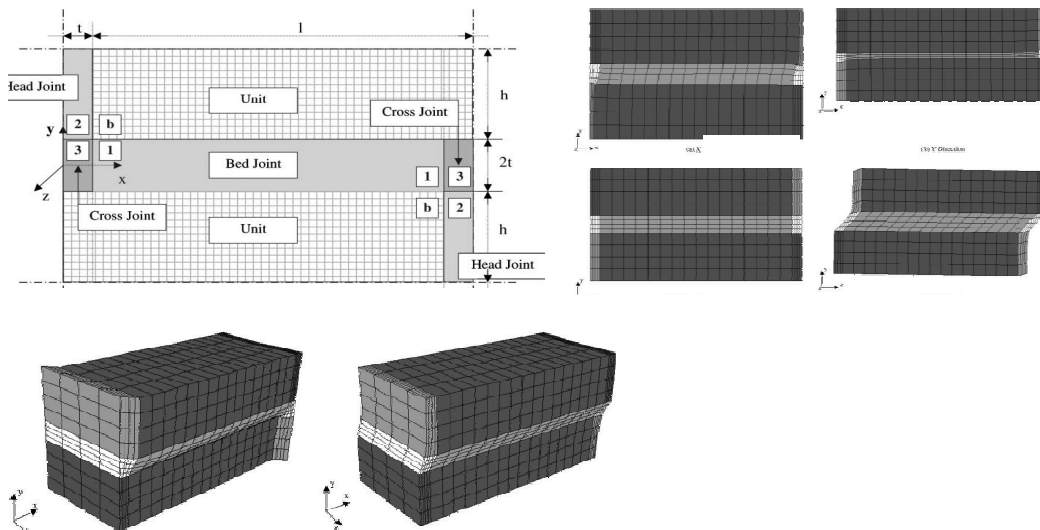 t
l
Head Joint
Unit
h
Cross Joint
2
b
y
3
1
Bed Joint
1
3
2t
x
z
b
2
Cross Joint
Unit
h
Head Joint
(b) Y Direction
y
x
y
x
z